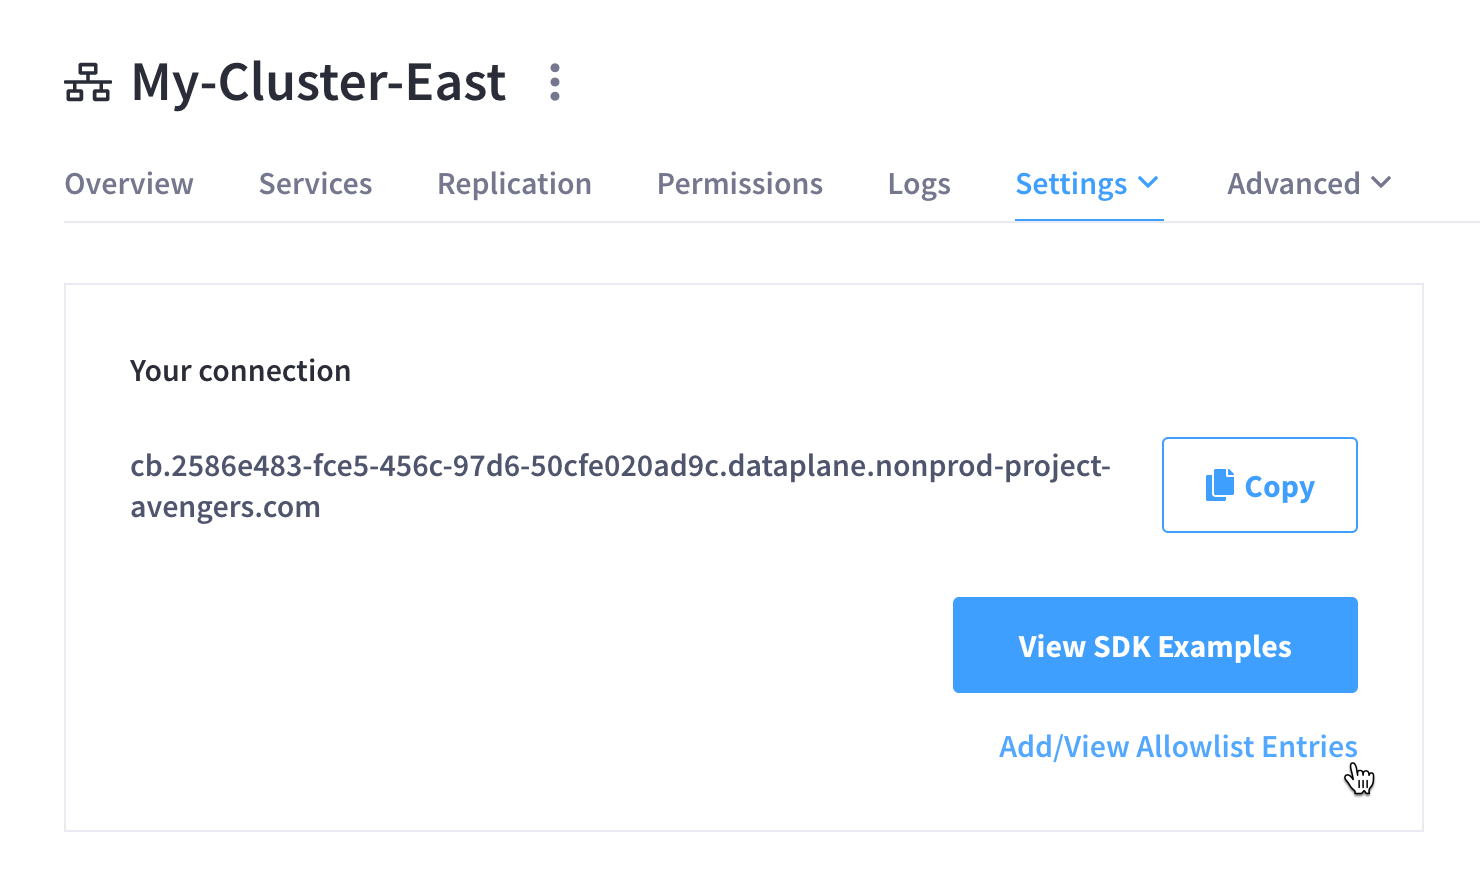 My-Cluster-East
Overview Services Replication Permissions Logs Settings Advanced
Your connection
cb.2586e483-fce5-456c-97d6-50cfe020ad9c.dataplane.nonprod-project-
avengers.com
Copy
View SDK Examples
Add/View Allowlist Entries